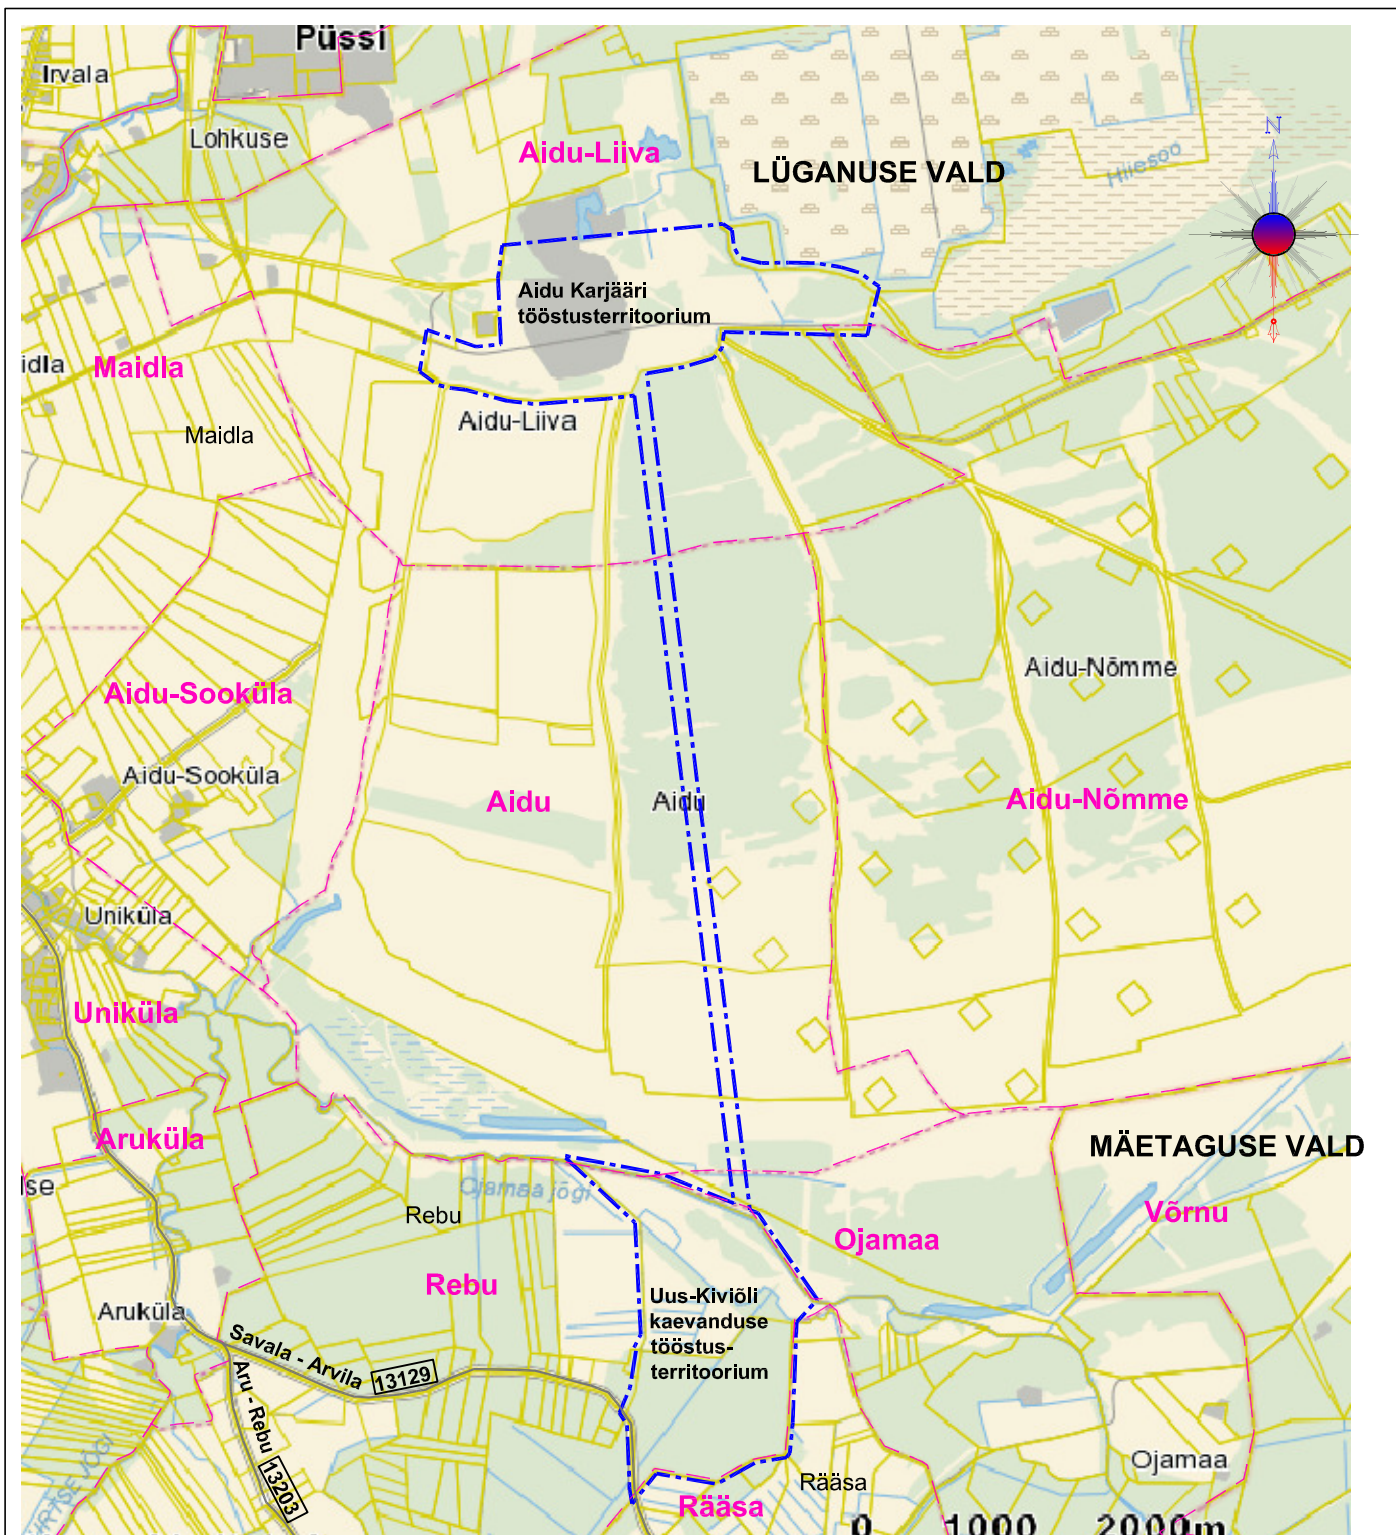 Püssi
Irvala
Lohkuse
Aidu-Liiva
LÜGANUSE VALD
Hiiesoo
N
Aidu Karjääri
tööstusterritoorium
idla
Maidla
Maidla
Aidu-Liiva
Aidu-Nõmme
Aidu-Sooküla
Aidu-Sooküla
Aidu
Aidu
Aidu-Nõmme
Uniküla
Uniküla
Aruküla
MÄETAGUSE VALD
lse
Ojamaa jõgi
Rebu
Võrnu
Ojamaa
Rebu
Uus-Kiviõli
kaevanduse
tööstus-
territoorium
Aruküla
Savala - Arvila 13129
Aru - Rebu 13203
RTSE JÕGI
Ojamaa
Rääsa
Rääsa
0 1000 2000m